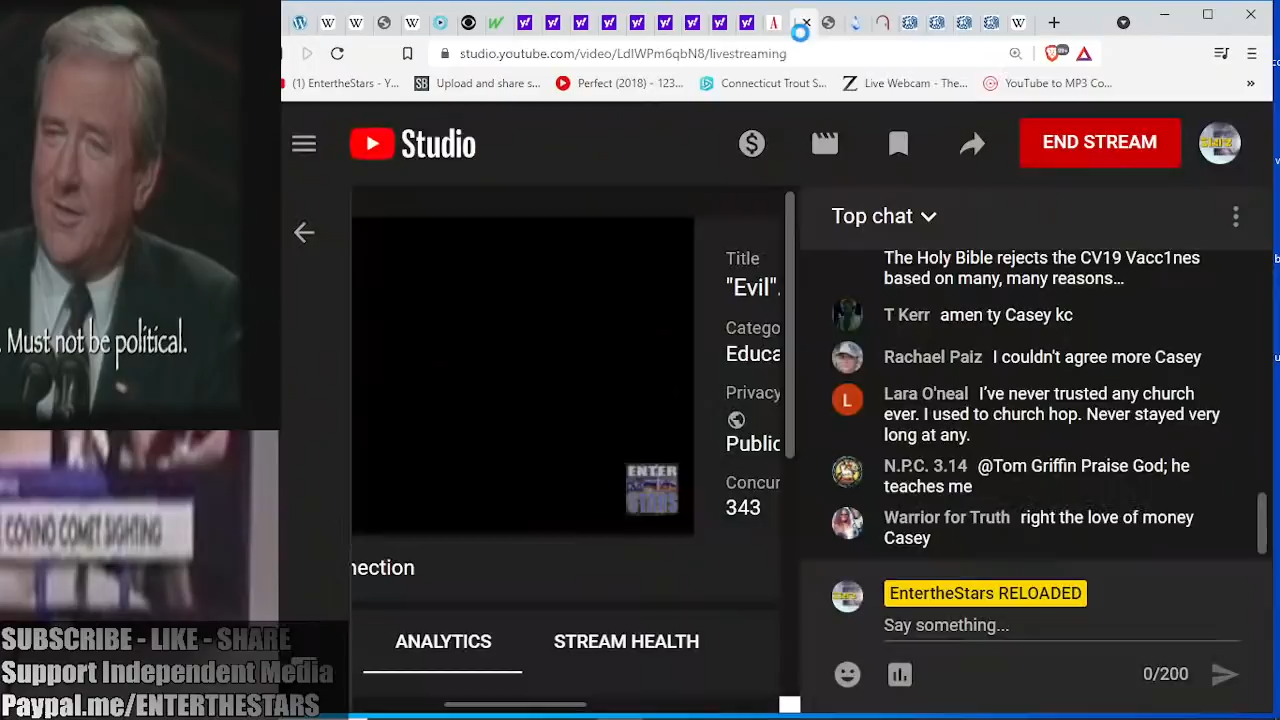 studio.youtube.com/video/LdIWPm6qbN8/livestreaming
(1) EntertheStars - Y...
SB
Upload and share s...
Perfect (2018) - 123...
Connecticut Trout S...
Live Webcam - The...
YouTube to MP3 Co...
»
Studio
END STREAM
Top chat
Title
"Evil".
Catego
Educa
Privacy
Public
Concur
343
ENTER
STARS
nection
ANALYTICS
STREAM HEALTH
The Holy Bible rejects the CV19 Vacc1nes
based on many, many reasons…
T Kerr amen ty Casey kc
Rachael Paiz I couldn't agree more Casey
L
Lara O'neal I've never trusted any church
ever. I used to church hop. Never stayed very
long at any.
N.P.C. 3.14 @Tom Griffin Praise God; he
teaches me
Warrior for Truth right the love of money
Casey
EntertheStars RELOADED
Say something...
0/200
. Must not be political.
COVINO COMET SIGHTING
SUBSCRIBE - LIKE - SHARE
Support Independent Media
Paypal.me/ENTERTHESTARS